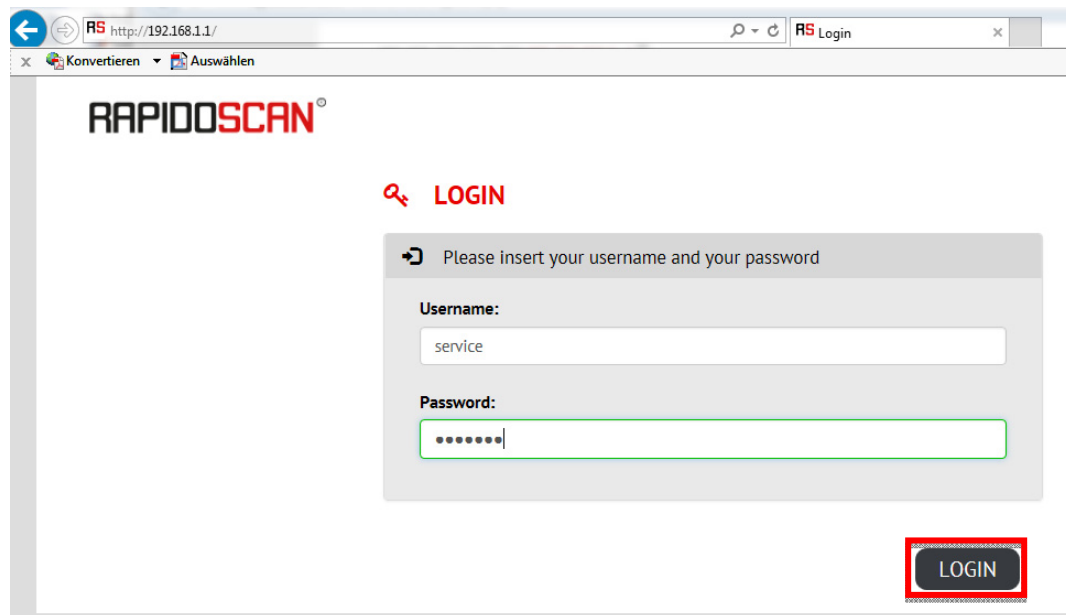 RS http://192.168.1.1/
RS Login
x Konvertieren Auswählen
RAPIDOSCAN®
LOGIN
Please insert your username and your password
Username:
service
Password:
•••••••
LOGIN